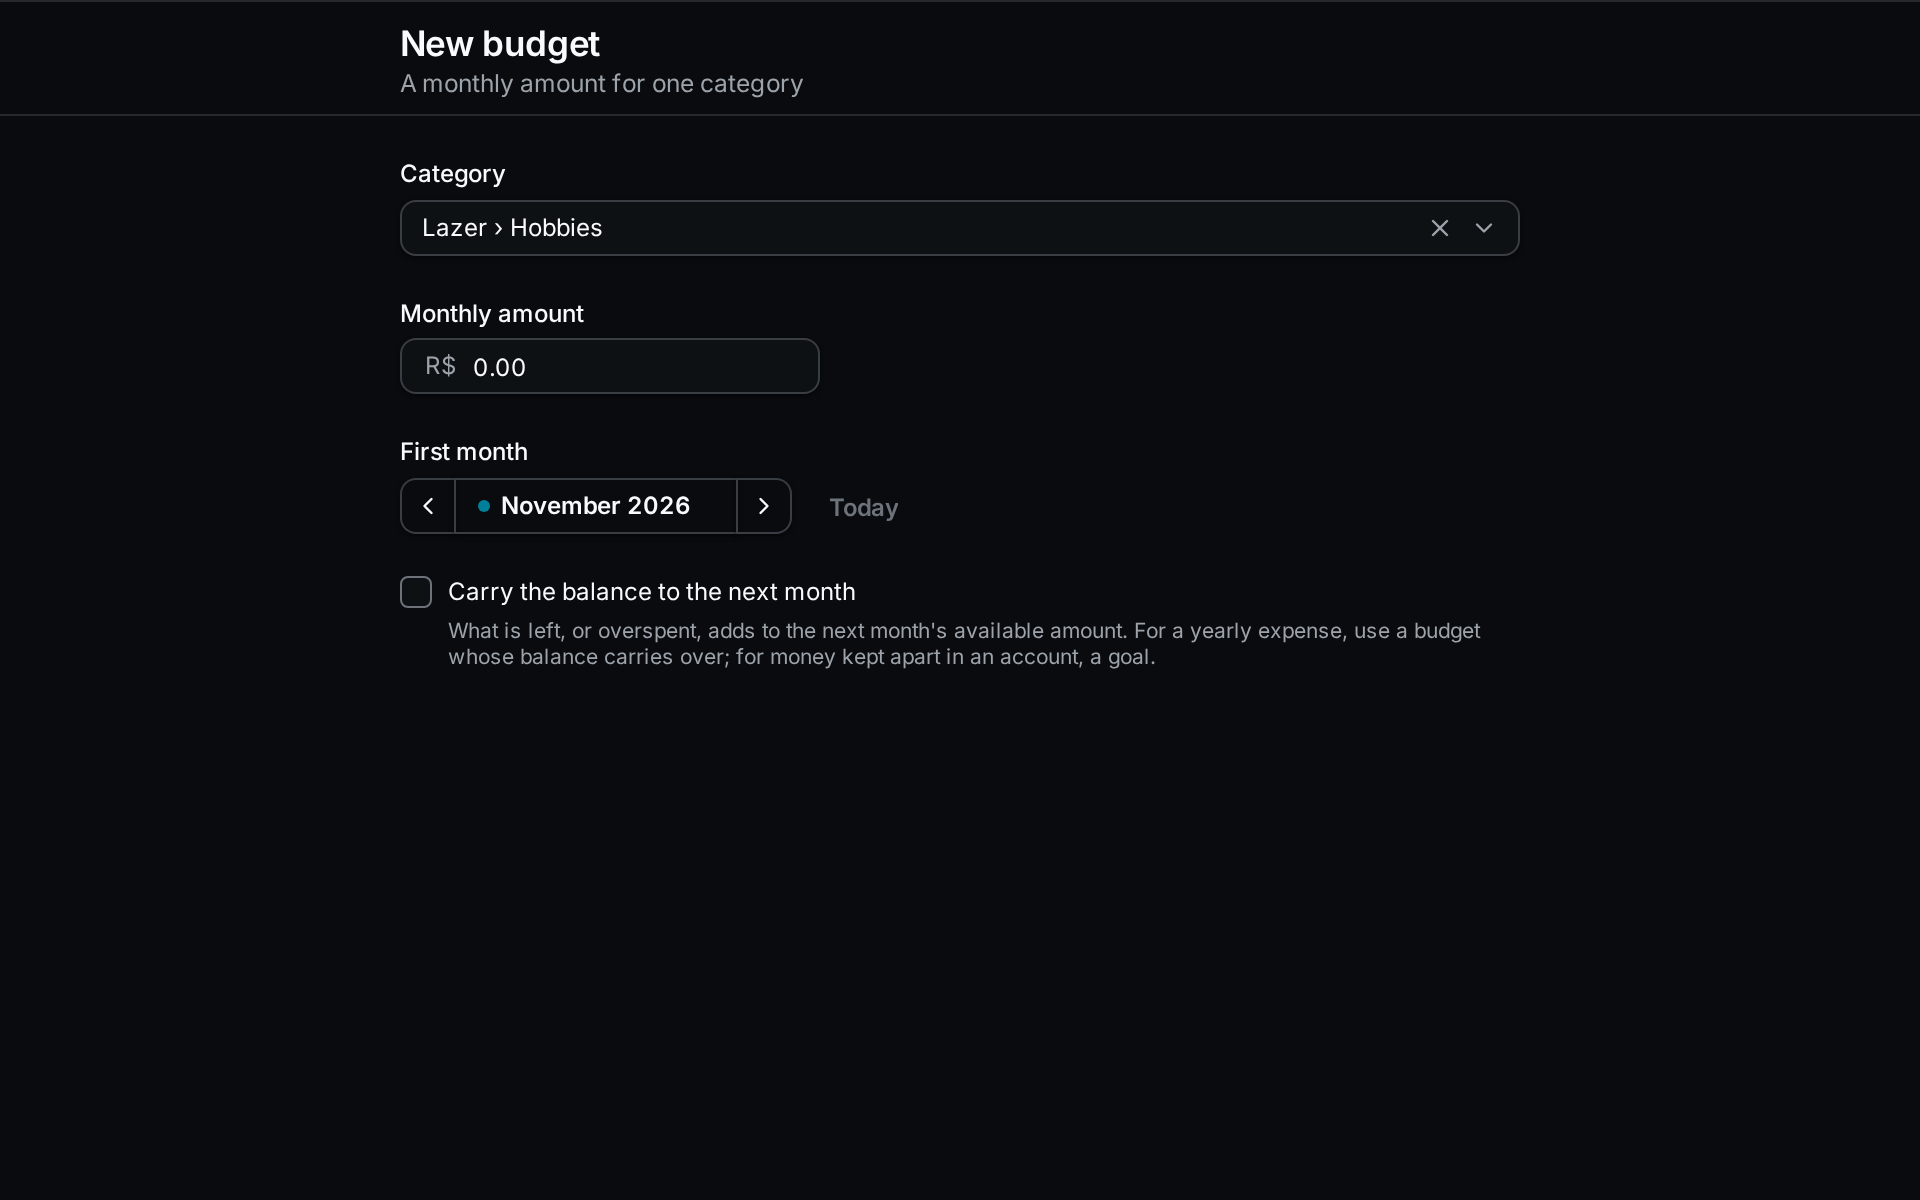 New budget
A monthly amount for one category
Category
Lazer › Hobbies
Monthly amount
R$ 0.00
First month
November 2026
Today
Carry the balance to the next month
What is left, or overspent, adds to the next month's available amount. For a yearly expense, use a budget
whose balance carries over; for money kept apart in an account, a goal.